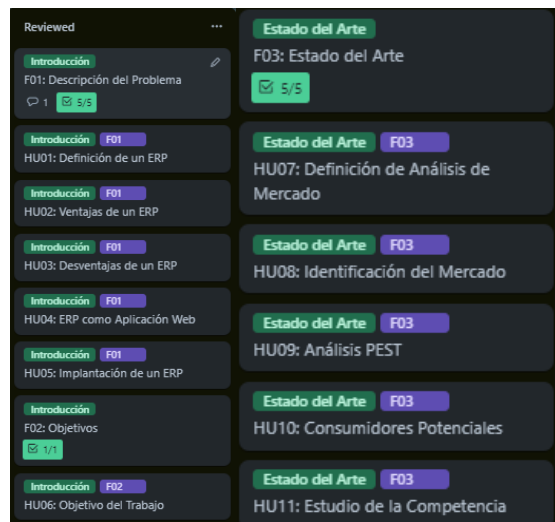 Reviewed
Introducción
F01: Descripción del Problema
1 5/5
Introducción F01
HU01: Definición de un ERP
Introducción F01
HU02: Ventajas de un ERP
Introducción F01
HU03: Desventajas de un ERP
Introducción F01
HU04: ERP como Aplicación Web
Introducción F01
HU05: Implantación de un ERP
Introducción
F02: Objetivos
1/1
Introducción F02
HU06: Objetivo del Trabajo
Estado del Arte
F03: Estado del Arte
5/5
Estado del Arte F03
HU07: Definición de Análisis de
Mercado
Estado del Arte F03
HU08: Identificación del Mercado
Estado del Arte F03
HU09: Análisis PEST
Estado del Arte F03
HU10: Consumidores Potenciales
Estado del Arte F03
HU11: Estudio de la Competencia